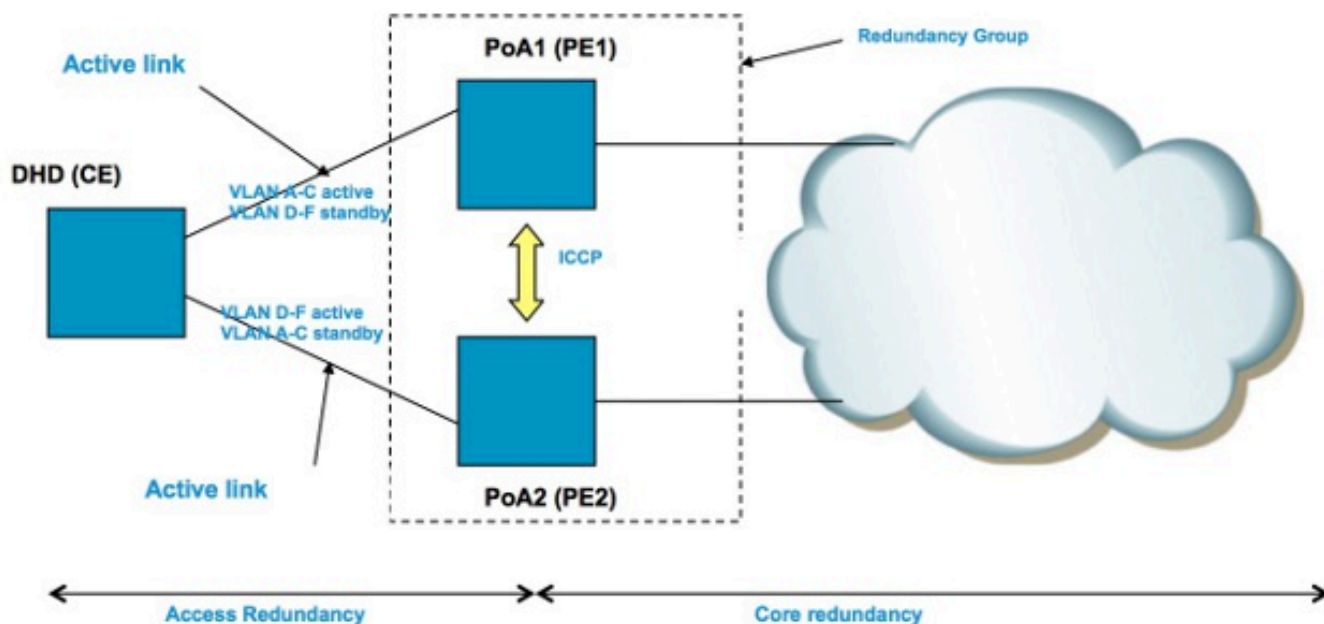 PoA1 (PE1)
Redundancy Group
Active link
DHD (CE)
VLAN A-C active
VLAN D-F standby
ICCP
VLAN D-F active
VLAN A-C standby
Active link
PoA2 (PE2)
Access Redundancy
Core redundancy